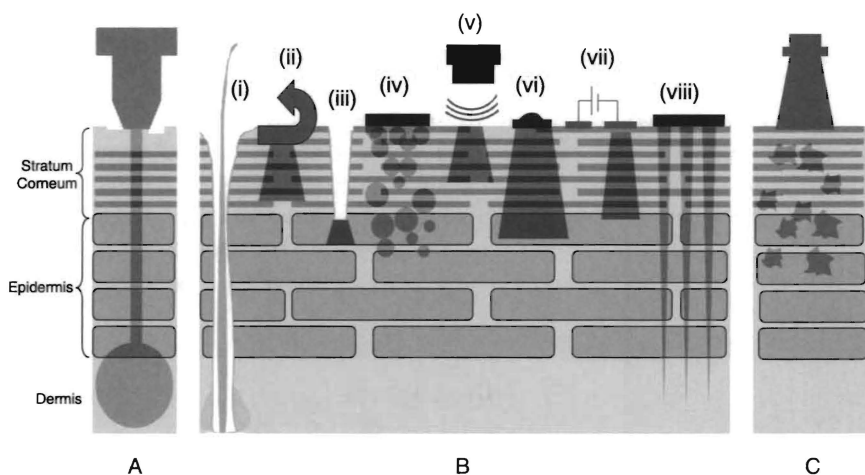 (i)
(ii)
(iii)
(iv)
(v)
(vi)
(vii)
(viii)
Stratum
Corneum
Epidermis
Dermis
A
B
C